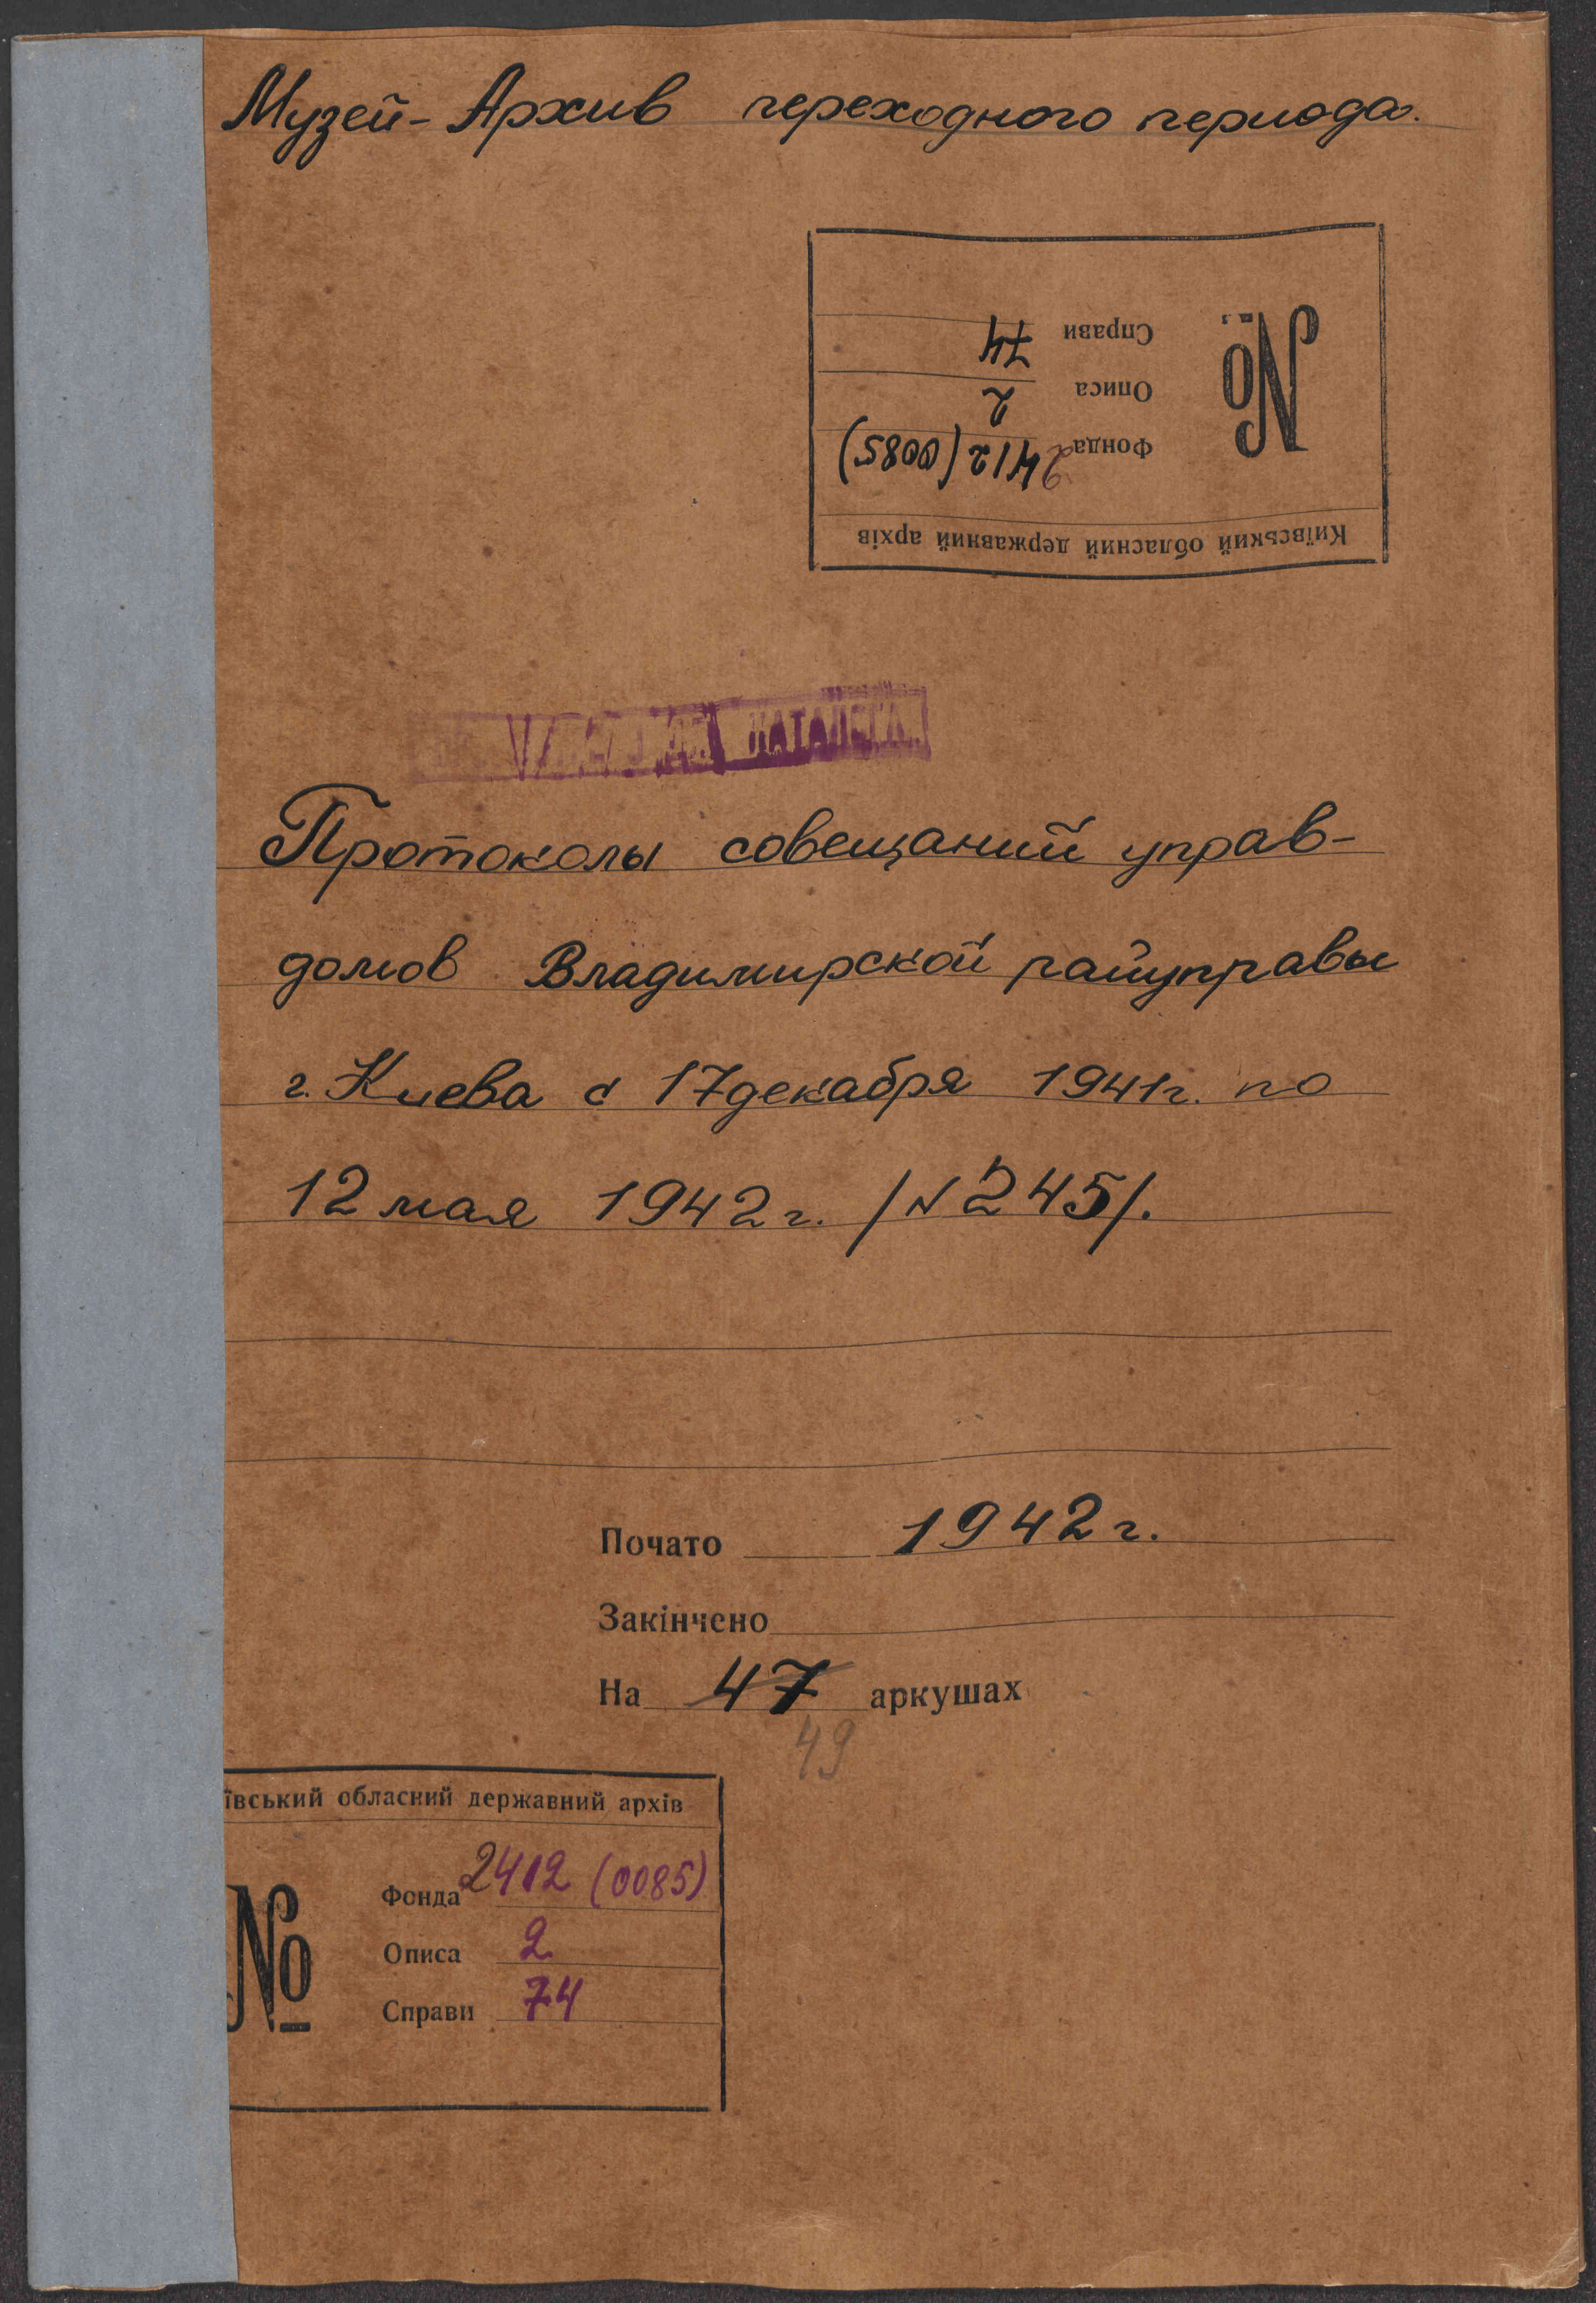 Музей-Архив переходного периода.
Київський обласний державний архів
№
Фонда 2412 (0085)
Описа 2
Справи 74
КАТАЛОГА
Протоколы совещаний управ-
домов Владимирской райуправы
г. Киева с 17 декабря 1941 г. по
12 мая 1942 г. /N 245/.
Почато 1942 г.
Закінчено
На 47 аркушах
49
ївський обласний державний архів
№
Фонда 2412 (0085)
Описа 2
Справи 74